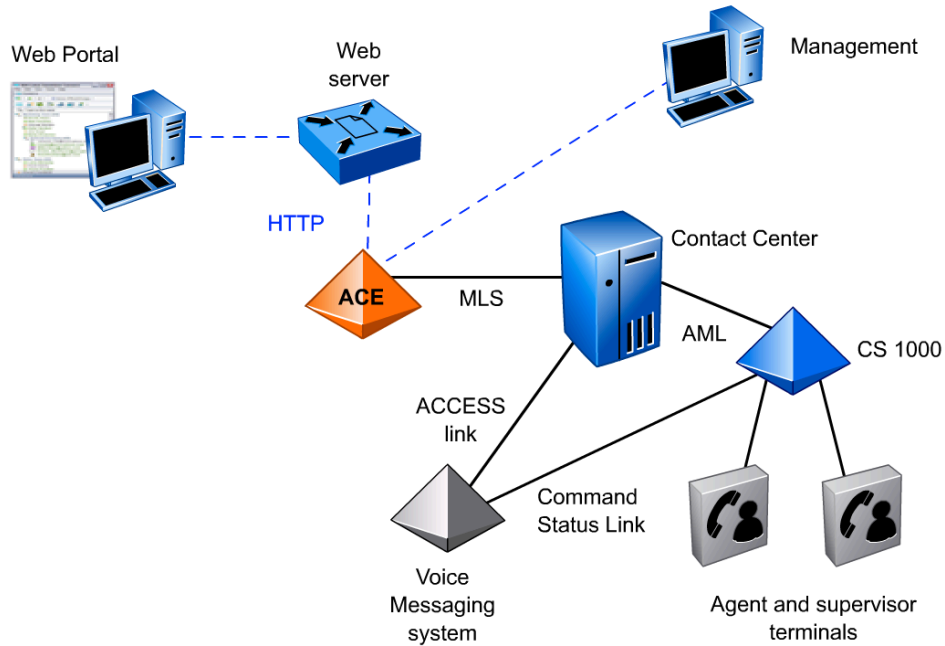 Web Portal
Web
server
Management
HTTP
ACE
MLS
Contact Center
AML
CS 1000
ACCESS
link
Command
Status Link
Voice
Messaging
system
Agent and supervisor
terminals